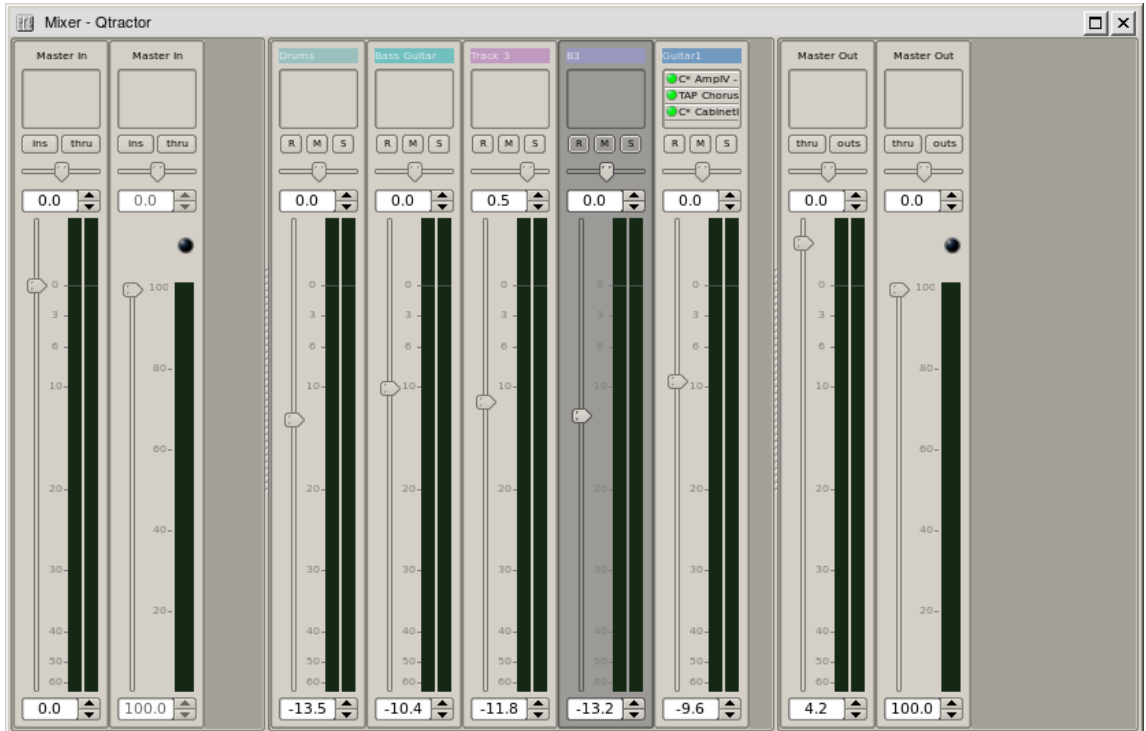 Mixer - Qtractor
Master In Master In Drums Bass Guitar Track 3 B3 Guitar1 Master Out Master Out
C* AmpIV -
TAP Chorus
C* CabinetI
ins thru ins thru R M S R M S R M S R M S R M S thru outs thru outs
0.0 0.0 0.0 0.0 0.5 0.0 0.0 0.0 0.0
0 100 0 0 0 0 0 0 100
3 3 3 3 3 3 3
6 6 6 6 6 6 6
80 80
10 10 10 10 10 10 10
60 60
20 20 20 20 20 20 20
40 40
30 30 30 30 30 30 30
20 20
40 40 40 40 40 40 40
50 50 50 50 50 50 50
60 60 60 60 60 60 60
0.0 100.0 -13.5 -10.4 -11.8 -13.2 -9.6 4.2 100.0